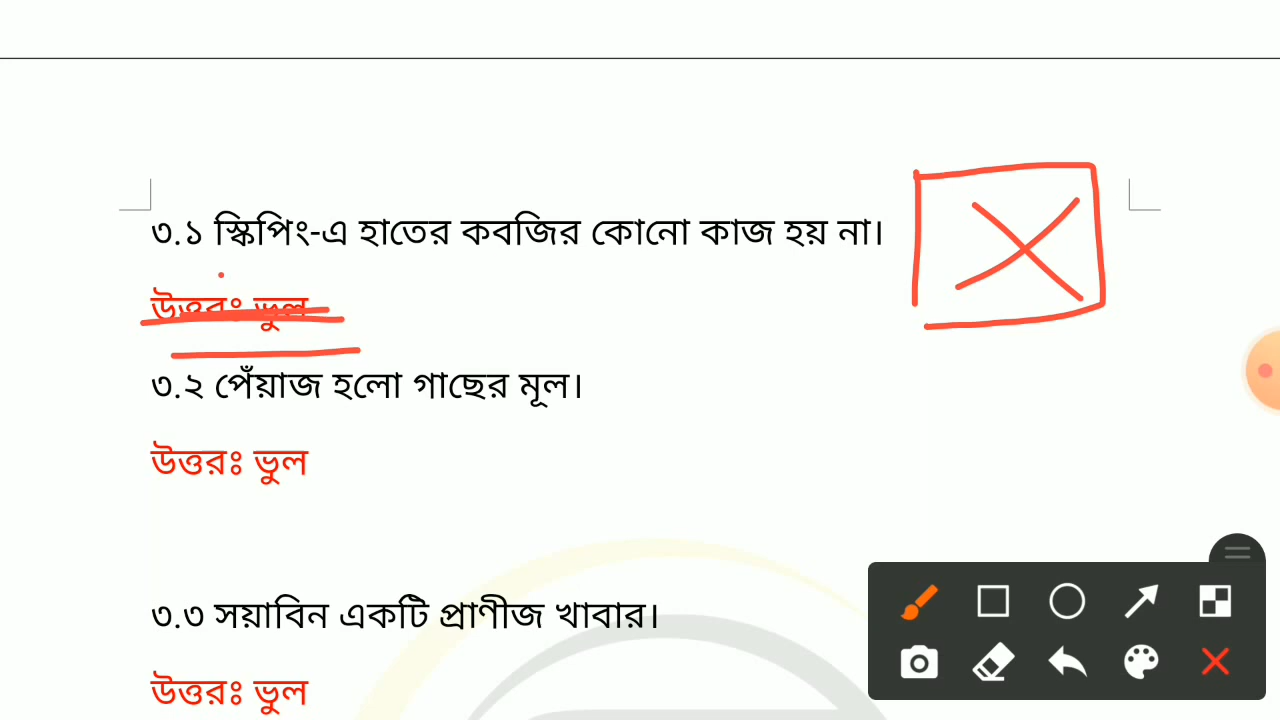 ৩.১ স্কিপিং-এ হাতের কবজির কোনো কাজ হয় না।
উত্তরঃ ভুল
৩.২ পেঁয়াজ হলো গাছের মূল।
উত্তরঃ ভুল
৩.৩ সয়াবিন একটি প্রাণীজ খাবার।
উত্তরঃ ভুল